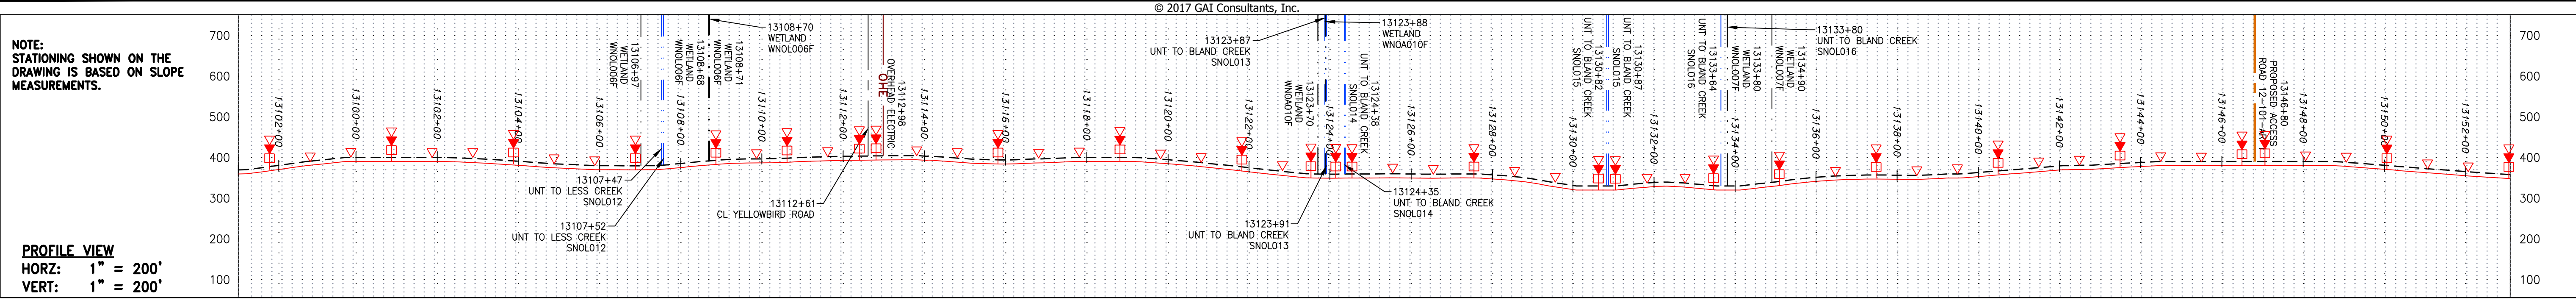 © 2017 GAI Consultants, Inc.
NOTE:
STATIONING SHOWN ON THE
DRAWING IS BASED ON SLOPE
MEASUREMENTS.
PROFILE VIEW
HORZ: 1" = 200'
VERT: 1" = 200'
700
600
500
400
300
200
100
13102+00
13100+00
13102+00
13104+00
13106+00
13108+00
13110+00
13112+00
13114+00
13116+00
13118+00
13120+00
13122+00
13124+00
13126+00
13128+00
13130+00
13132+00
13134+00
13136+00
13138+00
13140+00
13142+00
13144+00
13146+00
13148+00
13150+00
13152+00
13106+97
WETLAND
WNOL006F
13107+47
UNT TO LESS CREEK
SNOL012
13107+52
UNT TO LESS CREEK
SNOL012
13108+68
WETLAND
WNOL006F
13108+71
WETLAND
WNOL006F
13108+70
WETLAND
WNOL006F
13112+61
CL YELLOWBIRD ROAD
13112+98
OVERHEAD ELECTRIC
OHE
13123+70
WETLAND
WNOA010F
13123+87
UNT TO BLAND CREEK
SNOL013
13123+91
UNT TO BLAND CREEK
SNOL013
13123+88
WETLAND
WNOA010F
13124+38
UNT TO BLAND CREEK
SNOL014
13124+35
UNT TO BLAND CREEK
SNOL014
13130+82
UNT TO BLAND CREEK
SNOL015
13130+87
UNT TO BLAND CREEK
SNOL015
13133+64
UNT TO BLAND CREEK
SNOL016
13133+80
WETLAND
WNOL007F
13134+90
WETLAND
WNOL007F
13133+80
UNT TO BLAND CREEK
SNOL016
13146+80
PROPOSED ACCESS
ROAD 12-101-AR
700
600
500
400
300
200
100